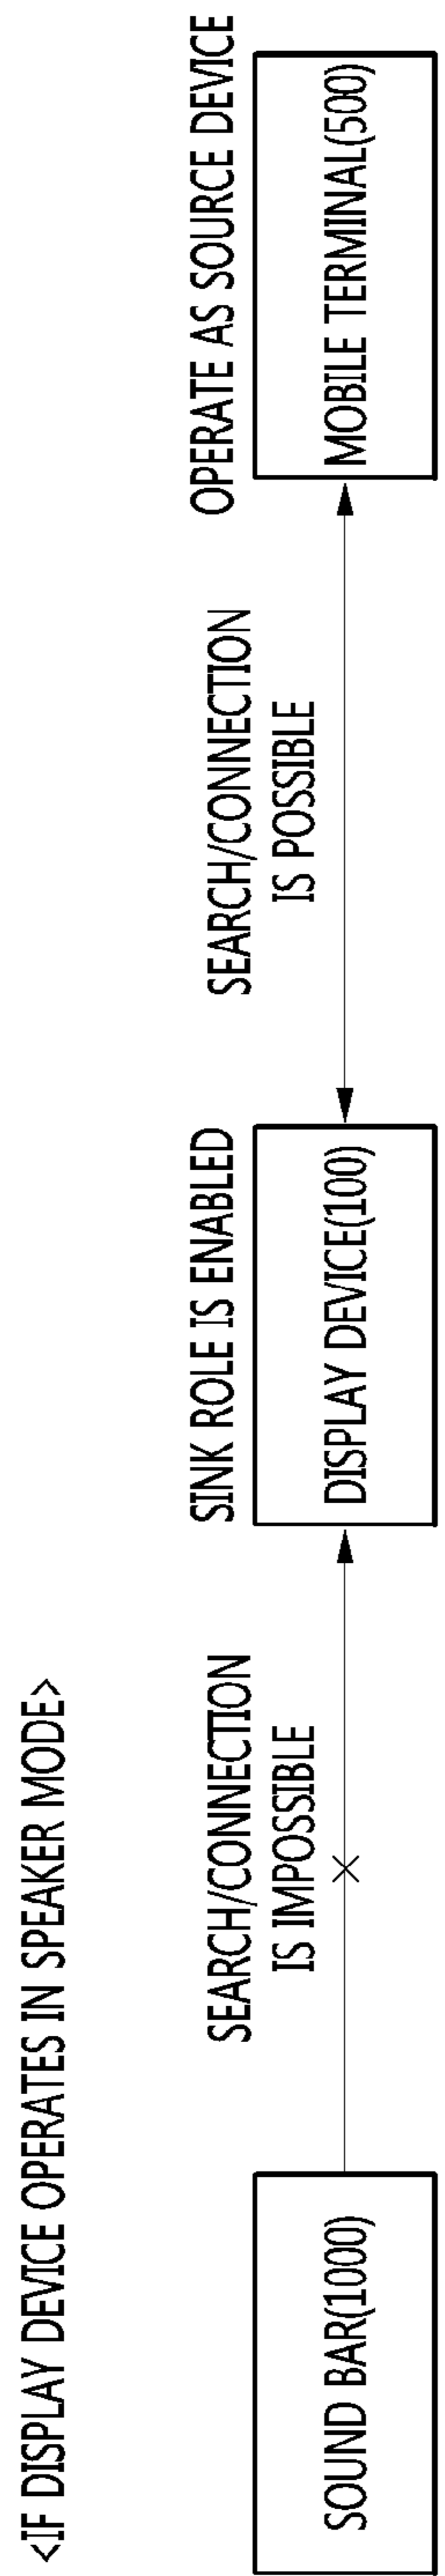 <IF DISPLAY DEVICE OPERATES IN SPEAKER MODE>
SOUND BAR(1000)
SEARCH/CONNECTION
IS IMPOSSIBLE
SINK ROLE IS ENABLED
DISPLAY DEVICE(100)
SEARCH/CONNECTION
IS POSSIBLE
OPERATE AS SOURCE DEVICE
MOBILE TERMINAL(500)